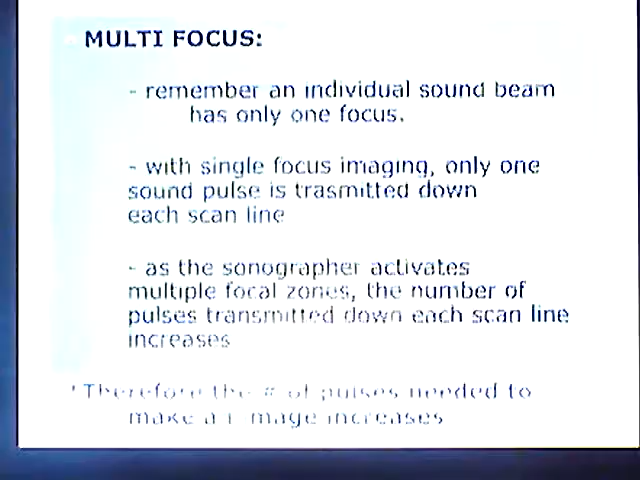 MULTI FOCUS:
- remember an individual sound beam
has only one focus.
- with single focus imaging, only one
sound pulse is trasmitted down
each scan line
- as the sonographer activates
multiple focal zones, the number of
pulses transmitted down each scan line
increases
Therefore the # of pulses needed to
make a image increases